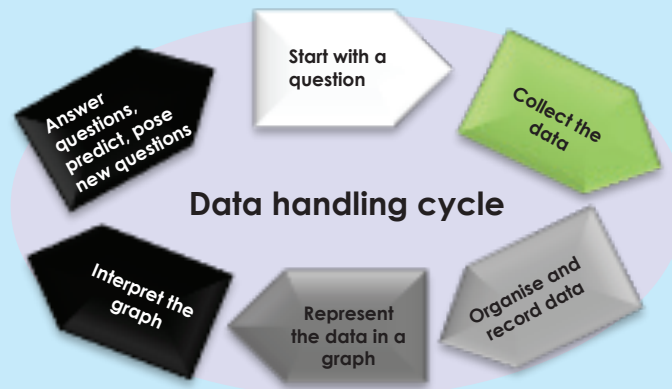 Start with a
question
Collect the
data
Organise and
record data
Represent
the data in a
graph
Interpret the
graph
Answer
questions,
predict, pose
new questions
Data handling cycle